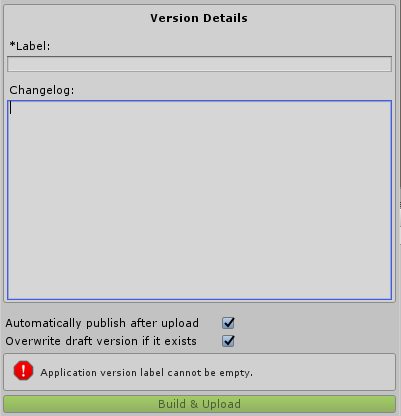 Version Details
*Label:
Changelog:
Automatically publish after upload
Overwrite draft version if it exists
Application version label cannot be empty.
Build & Upload